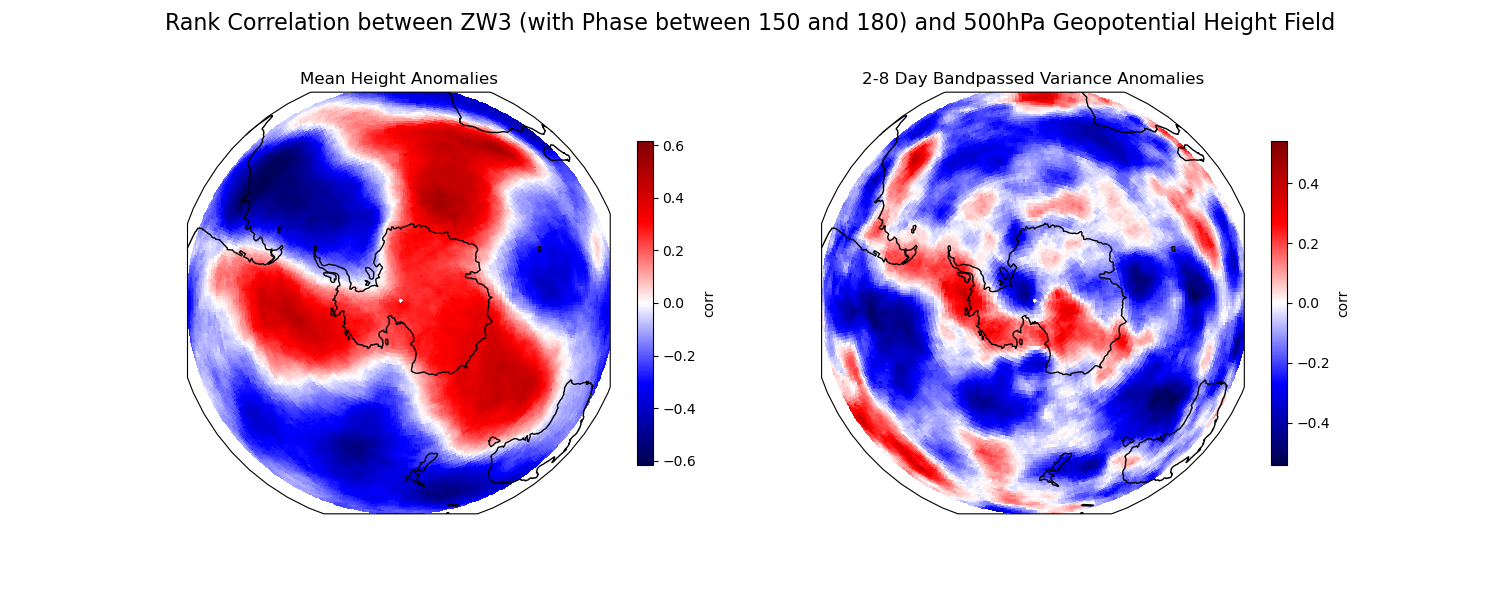 Rank Correlation between ZW3 (with Phase between 150 and 180) and 500hPa Geopotential Height Field
Mean Height Anomalies
0.6
0.4
0.2
0.0
−0.2
−0.4
−0.6
corr
2-8 Day Bandpassed Variance Anomalies
0.4
0.2
0.0
−0.2
−0.4
corr